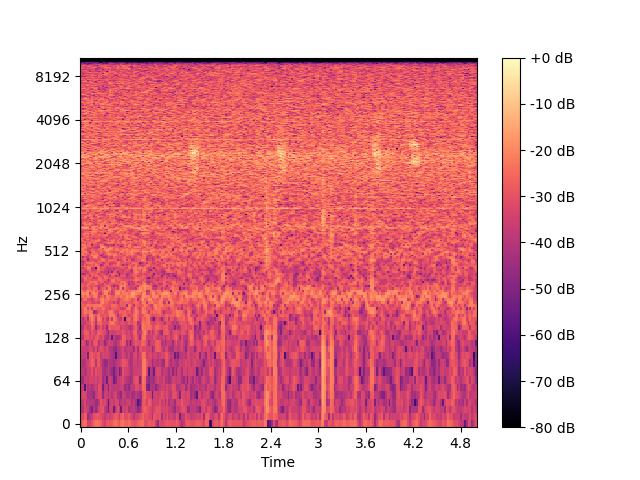 8192
4096
2048
1024
512
256
128
64
0
Hz
0 0.6 1.2 1.8 2.4 3 3.6 4.2 4.8
Time
+0 dB
-10 dB
-20 dB
-30 dB
-40 dB
-50 dB
-60 dB
-70 dB
-80 dB